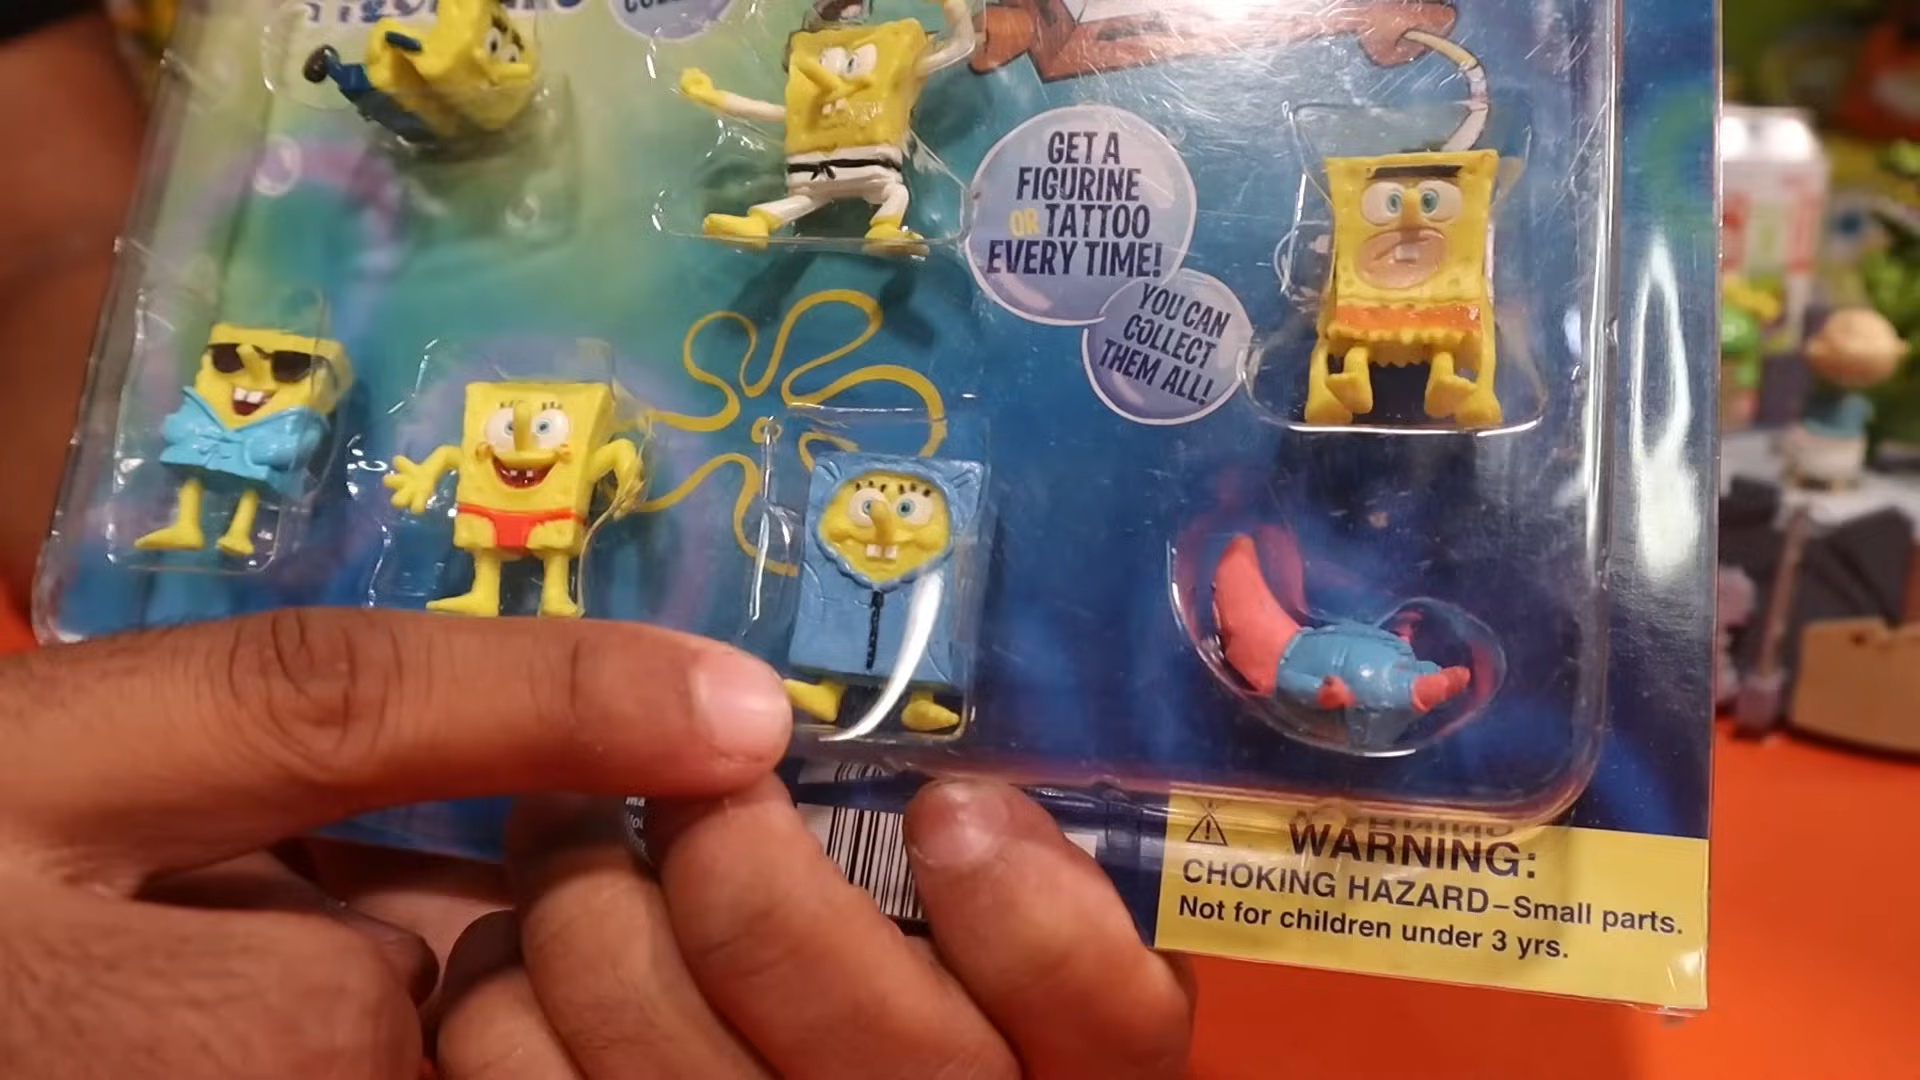 GET A
FIGURINE
OR TATTOO
EVERY TIME!
YOU CAN
COLLECT
THEM ALL!
WARNING:
CHOKING HAZARD–Small parts.
Not for children under 3 yrs.